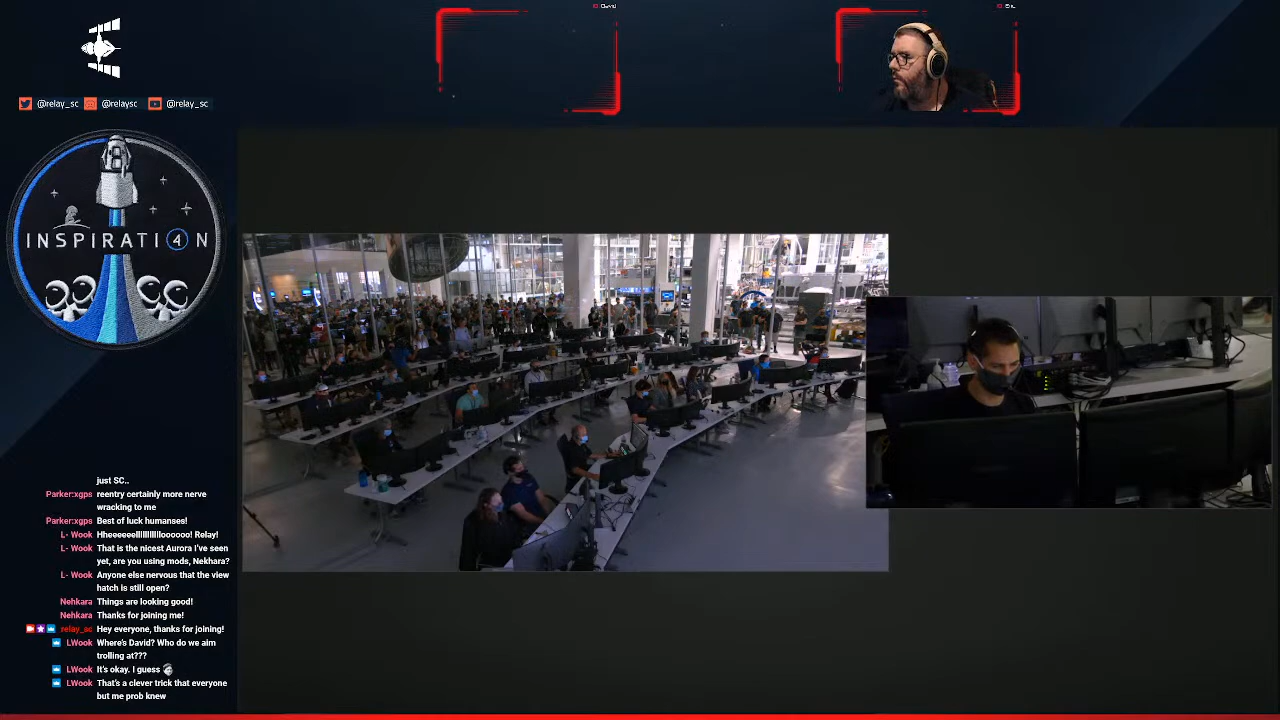 David
Eric
@relay_sc
@relaysc
@relay_sc
INSPIRATI4N
just SC..
Parker:xgps reentry certainly more nerve
wracking to me
Parker:xgps Best of luck humanses!
That is the nicest Aurora I've seen
yet, are you using mods, Nekhara?
L- Wook Anyone else nervous that the view
hatch is still open?
Nehkara Things are looking good!
Nehkara Thanks for joining me!
relay_sc Hey everyone, thanks for joining!
LWook Where's David? Who do we aim
trolling at???
LWook It's okay. I guess
LWook That's a clever trick that everyone
but me prob knew